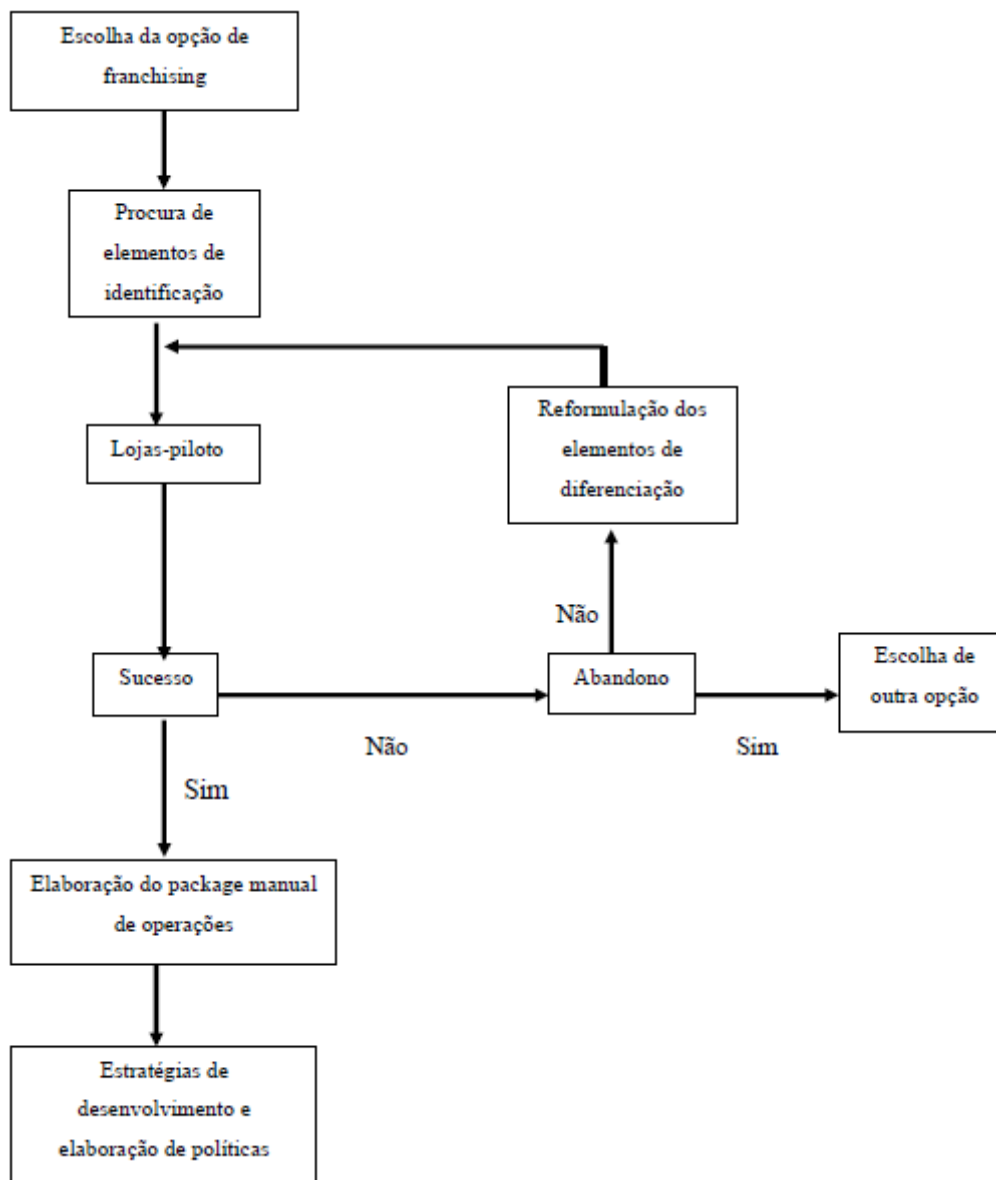 Escolha da opção de
franchising
Procura de
elementos de
identificação
Reformulação dos
elementos de
diferenciação
Lojas-piloto
Não
Sucesso
Abandono
Escolha de
outra opção
Não
Sim
Sim
Elaboração do package manual
de operações
Estratégias de
desenvolvimento e
elaboração de políticas